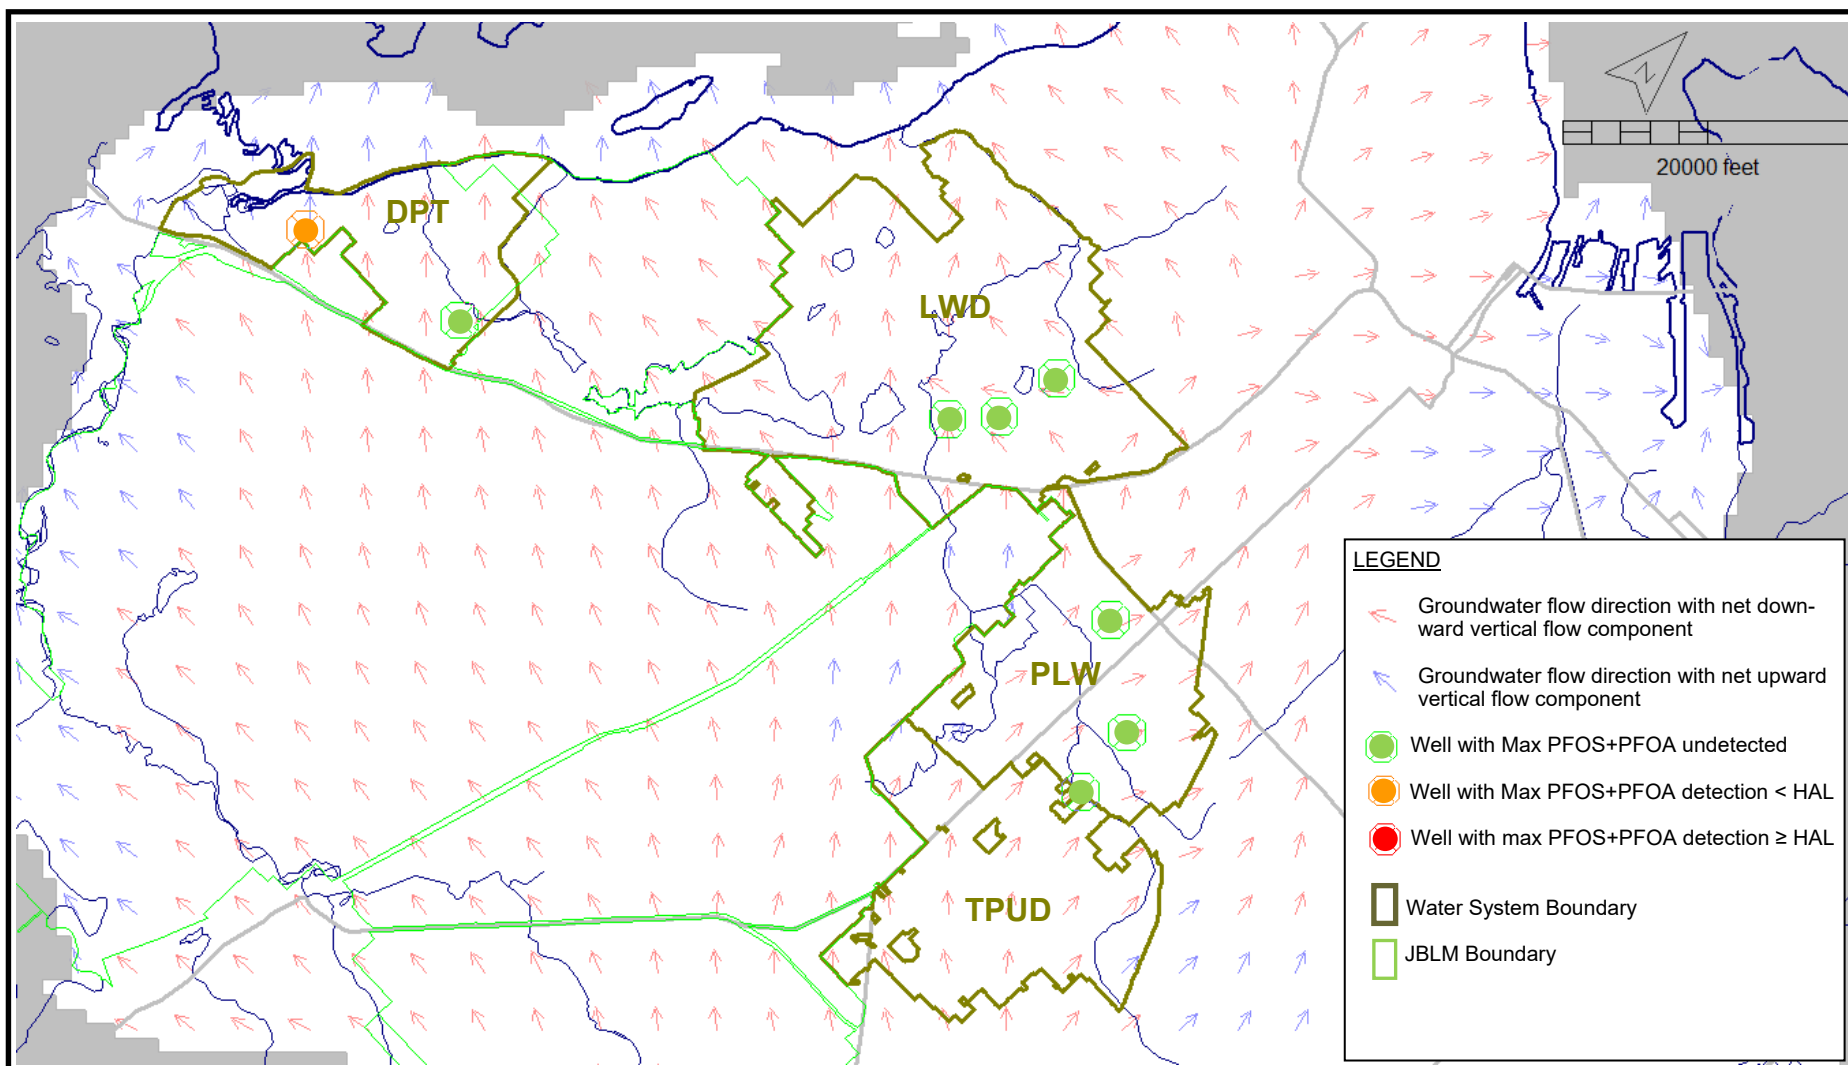 N
20000 feet
DPT
LWD
PLW
TPUD
LEGEND
Groundwater flow direction with net down-
ward vertical flow component
Groundwater flow direction with net upward
vertical flow component
Well with Max PFOS+PFOA undetected
Well with Max PFOS+PFOA detection < HAL
Well with max PFOS+PFOA detection ≥ HAL
Water System Boundary
JBLM Boundary